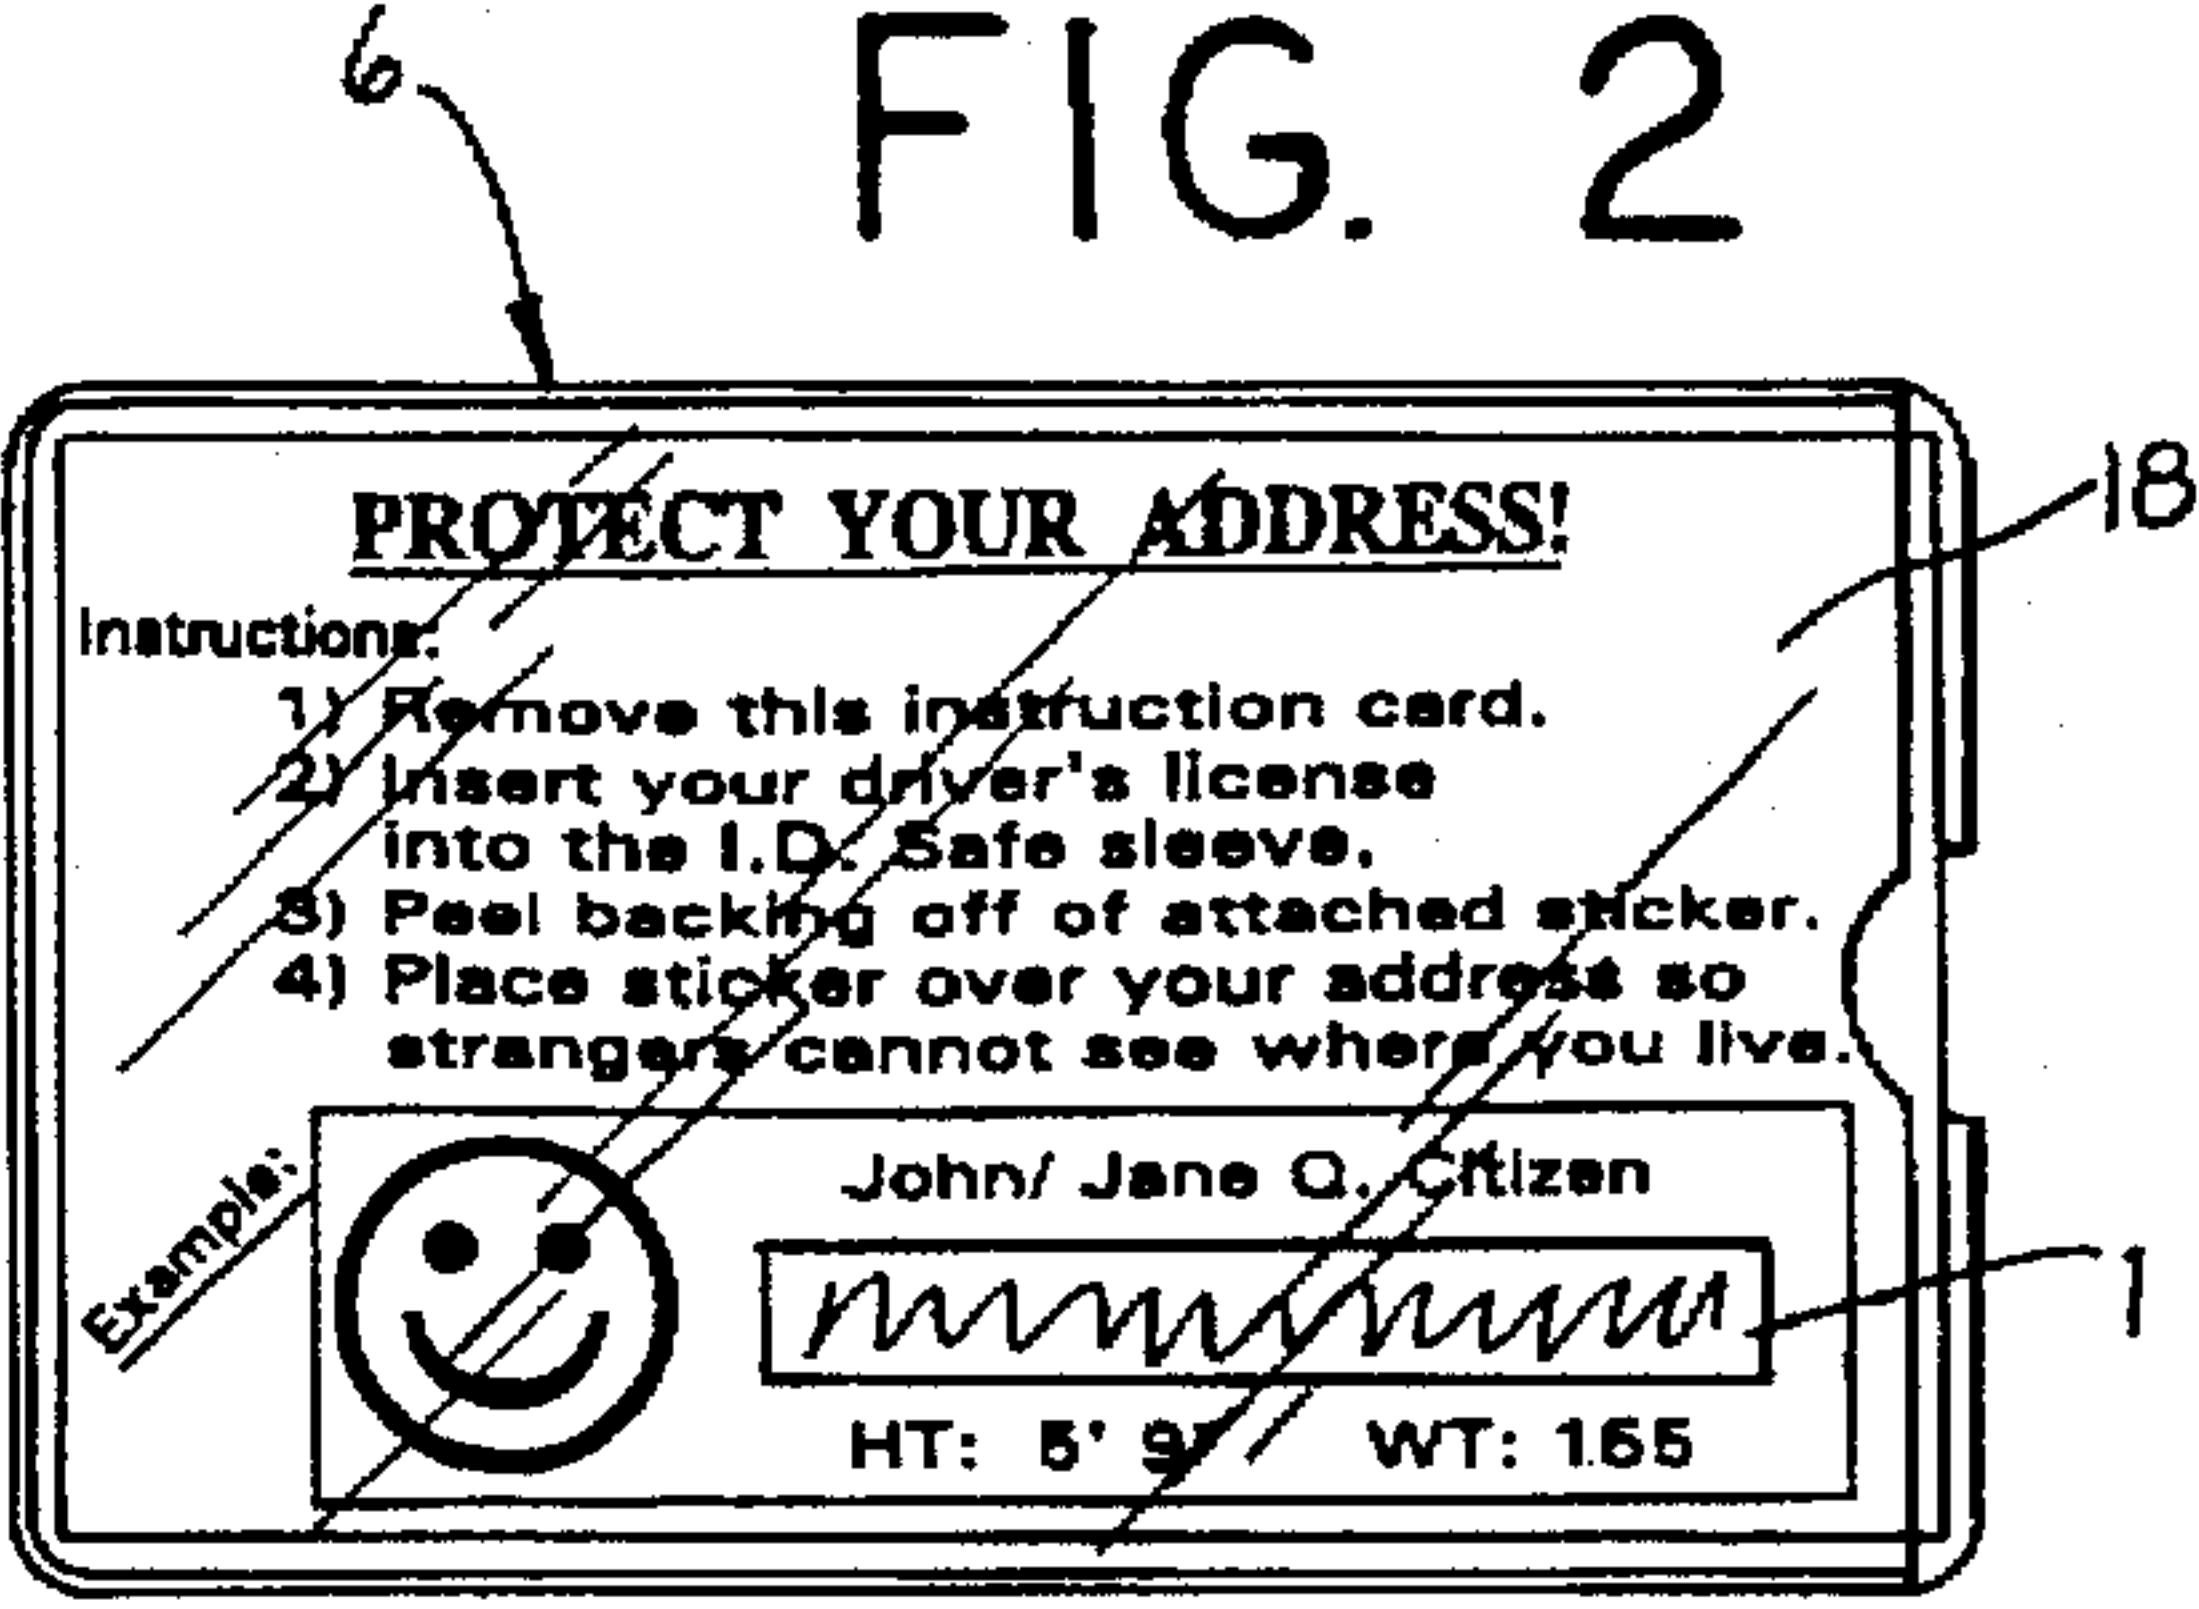 6
FIG. 2
18
PROTECT YOUR ADDRESS!
Instructions:
1) Remove this instruction card.
2) Insert your driver's license
into the I.D. Safe sleeve.
3) Peel backing off of attached sticker.
4) Place sticker over your address so
strangers cannot see where you live.
Example:
John/ Jane Q. Citizen
1
HT: 5' 9" WT: 165